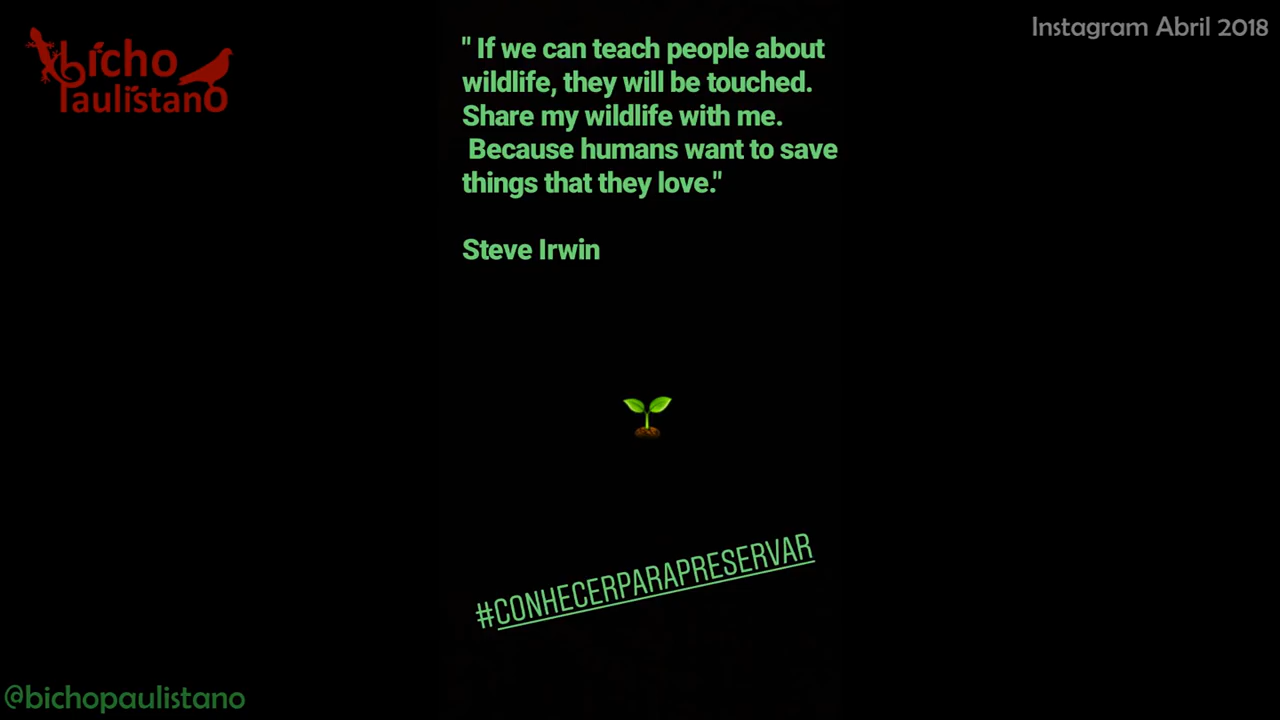 bicho
Paulistano
Instagram Abril 2018
" If we can teach people about
wildlife, they will be touched.
Share my wildlife with me.
Because humans want to save
things that they love."
Steve Irwin
#CONHECERPARAPRESERVAR
@bichopaulistano